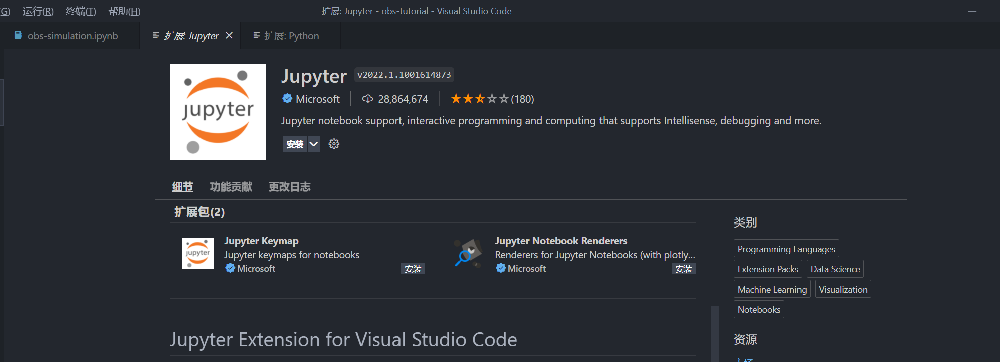 (G) 运行(R) 终端(T) 帮助(H) 扩展: Jupyter - obs-tutorial - Visual Studio Code
obs-simulation.ipynb 扩展: Jupyter 扩展: Python
jupyter
Jupyter v2022.1.1001614873
Microsoft 28,864,674 (180)
Jupyter notebook support, interactive programming and computing that supports Intellisense, debugging and more.
安装
细节 功能贡献 更改日志
扩展包(2)
jupyter
Jupyter Keymap
Jupyter keymaps for notebooks
Microsoft 安装
Jupyter Notebook Renderers
Renderers for Jupyter Notebooks (with plotly...
Microsoft 安装
Jupyter Extension for Visual Studio Code
类别
Programming Languages
Extension Packs Data Science
Machine Learning Visualization
Notebooks
资源
市场